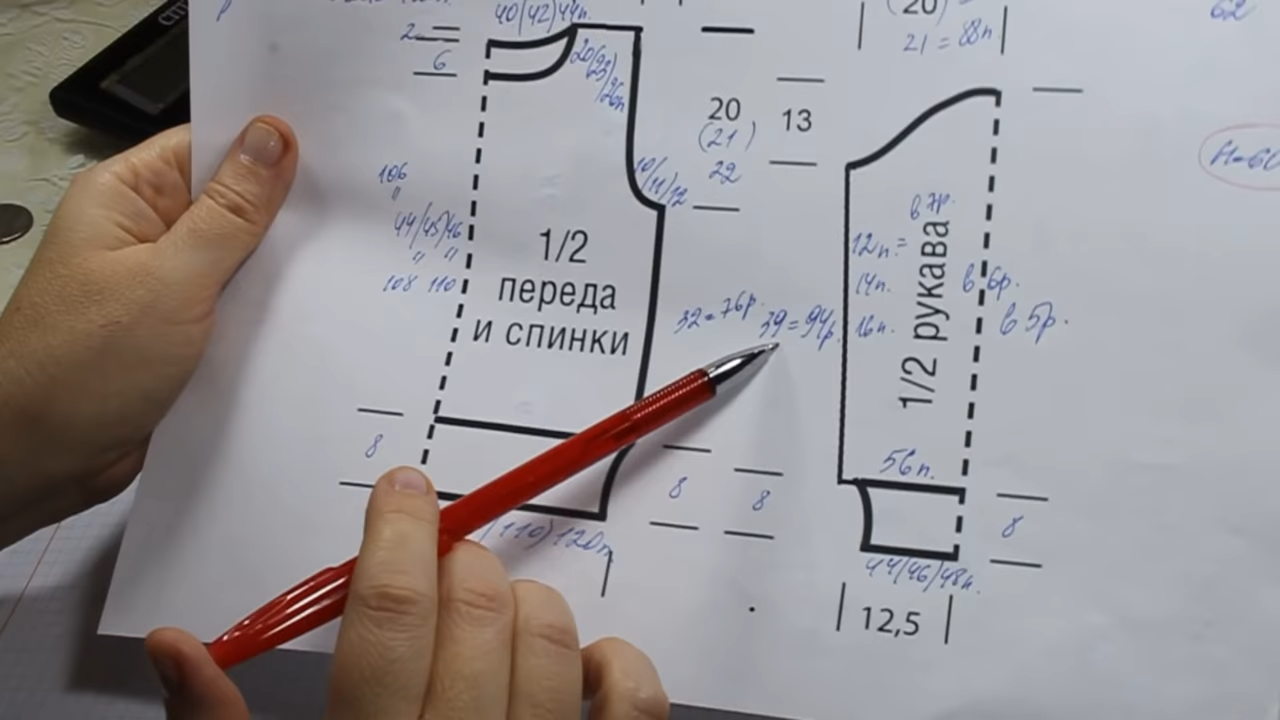 40(42)44п.
2
6
20(23)26п
106
"
44/45/46
" "
108 110
10/11/12
1/2
переда
и спинки
8
(110)120п
20
(21)
22
13
32=76р.
39=94р.
8
8
(20)
21 = 88п.
в 7р.
12п=
14п.
16п.
в 6р.
в 5р.
1/2 рукава
56п.
8
44/46/48п.
12,5
62